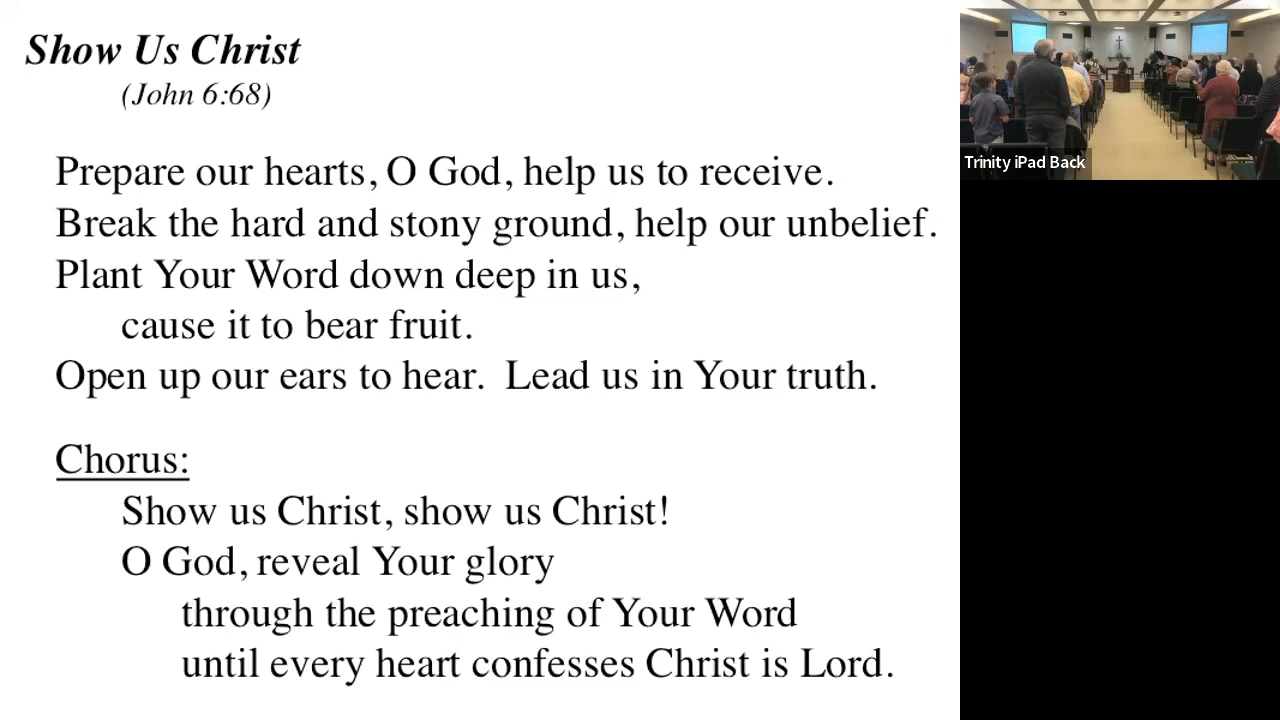 Show Us Christ
(John 6:68)
Prepare our hearts, O God, help us to receive.
Break the hard and stony ground, help our unbelief.
Plant Your Word down deep in us,
cause it to bear fruit.
Open up our ears to hear.  Lead us in Your truth.
Chorus:
Show us Christ, show us Christ!
O God, reveal Your glory
through the preaching of Your Word
until every heart confesses Christ is Lord.
Trinity iPad Back